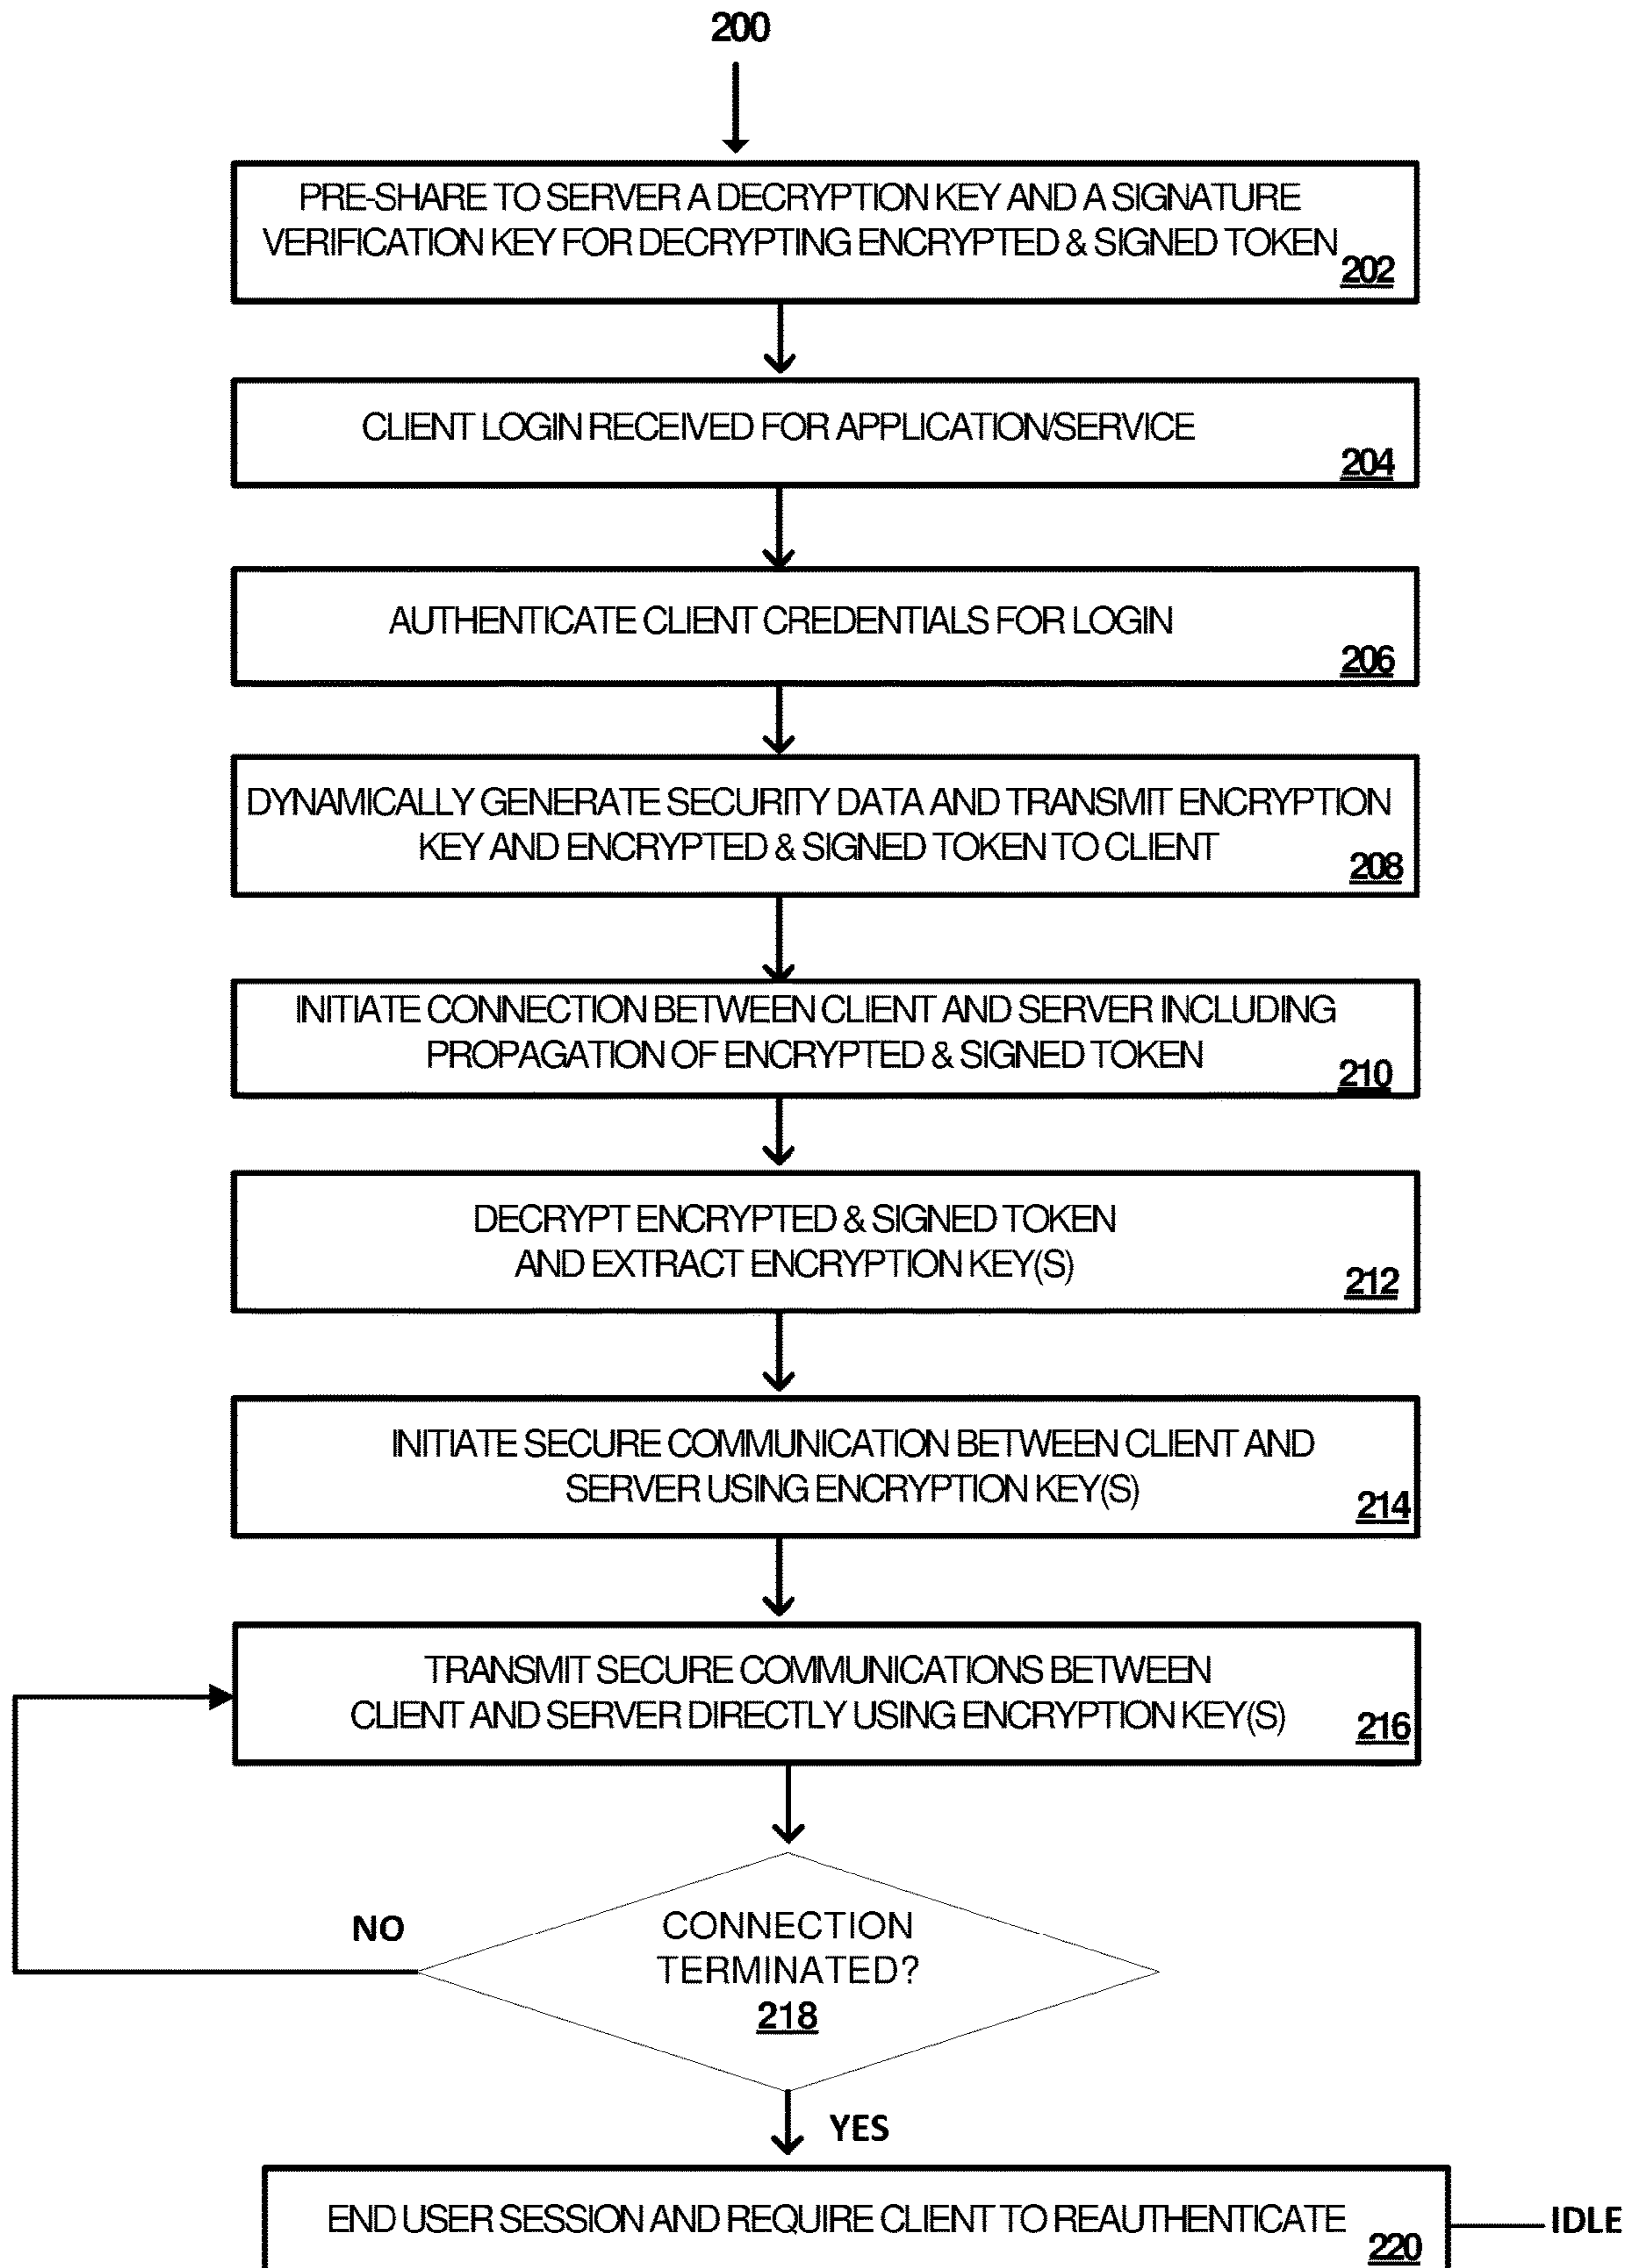 200
PRE-SHARE TO SERVER A DECRYPTION KEY AND A SIGNATURE
VERIFICATION KEY FOR DECRYPTING ENCRYPTED & SIGNED TOKEN
202
CLIENT LOGIN RECEIVED FOR APPLICATION/SERVICE
204
AUTHENTICATE CLIENT CREDENTIALS FOR LOGIN
206
DYNAMICALLY GENERATE SECURITY DATA AND TRANSMIT ENCRYPTION
KEY AND ENCRYPTED & SIGNED TOKEN TO CLIENT
208
INITIATE CONNECTION BETWEEN CLIENT AND SERVER INCLUDING
PROPAGATION OF ENCRYPTED & SIGNED TOKEN
210
DECRYPT ENCRYPTED & SIGNED TOKEN
AND EXTRACT ENCRYPTION KEY(S)
212
INITIATE SECURE COMMUNICATION BETWEEN CLIENT AND
SERVER USING ENCRYPTION KEY(S)
214
TRANSMIT SECURE COMMUNICATIONS BETWEEN
CLIENT AND SERVER DIRECTLY USING ENCRYPTION KEY(S)
216
NO
CONNECTION
TERMINATED?
218
YES
END USER SESSION AND REQUIRE CLIENT TO REAUTHENTICATE
220
IDLE